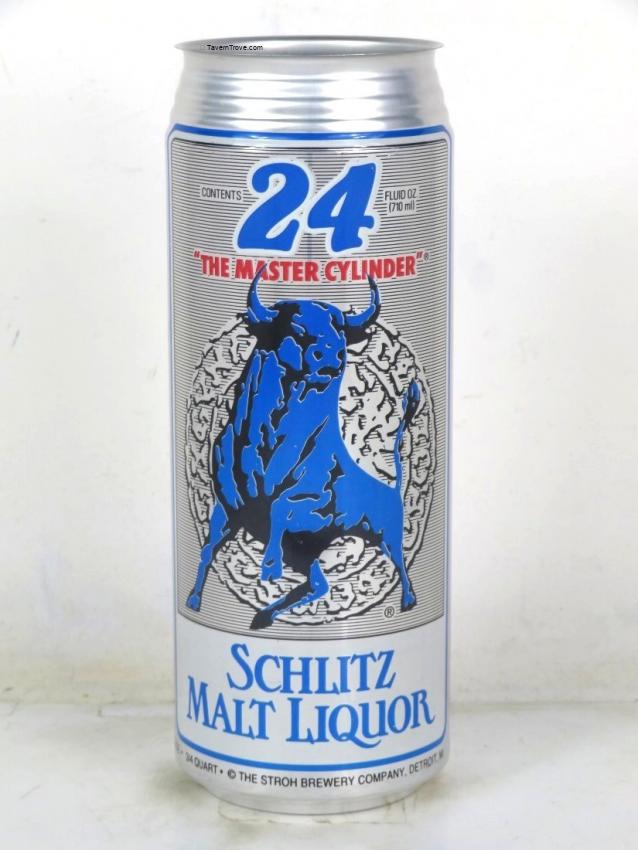 © TavernTrove.com
CONTENTS 24 FLUID OZ
(710 ml)
"THE MASTER CYLINDER"®
®
SCHLITZ
MALT LIQUOR
3/4 QUART • © THE STROH BREWERY COMPANY, DETROIT,